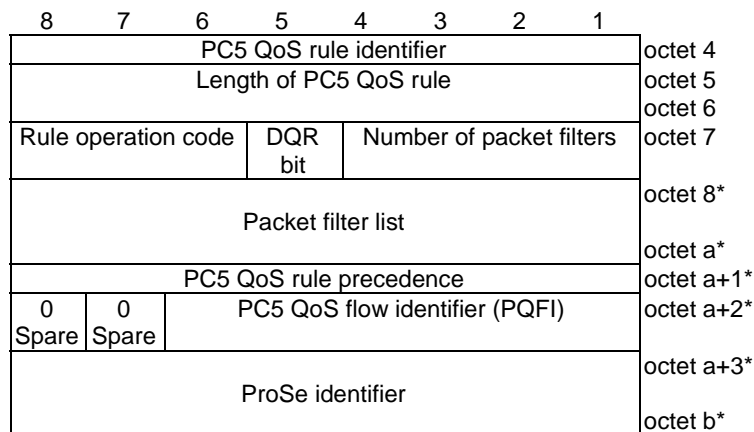 8 7 6 5 4 3 2 1
PC5 QoS rule identifier octet 4
Length of PC5 QoS rule octet 5
octet 6
Rule operation code DQR bit Number of packet filters octet 7
octet 8*
Packet filter list
octet a*
PC5 QoS rule precedence octet a+1*
0 Spare 0 Spare PC5 QoS flow identifier (PQFI) octet a+2*
octet a+3*
ProSe identifier
octet b*